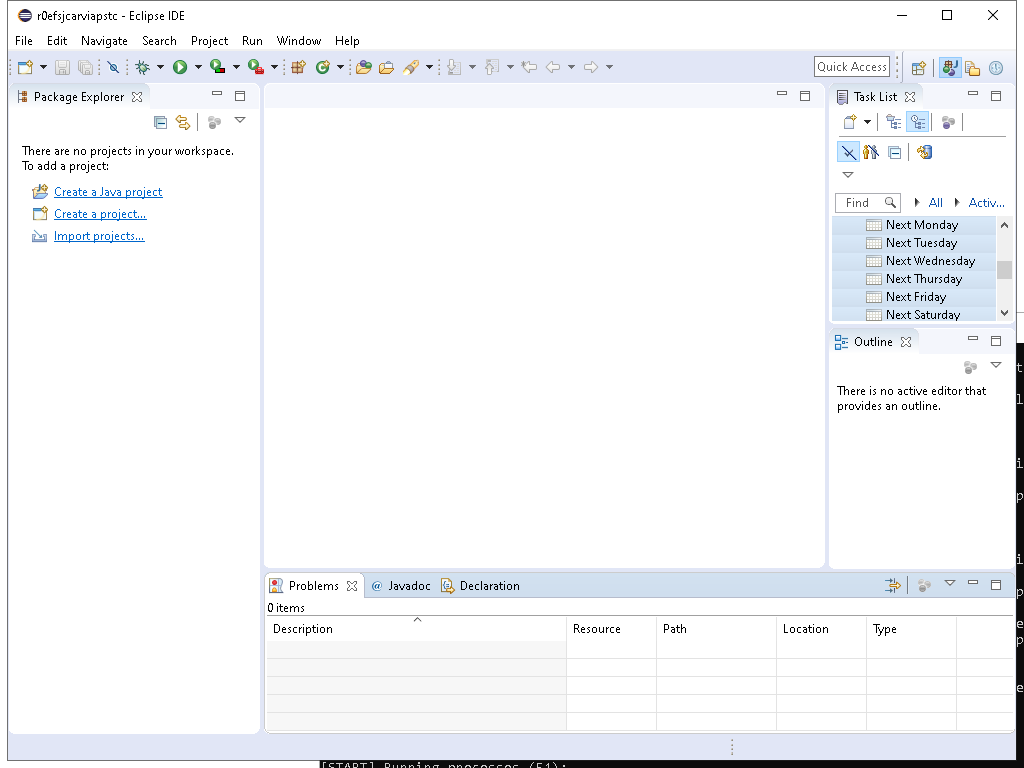 r0efsjcarviapstc - Eclipse IDE
File Edit Navigate Search Project Run Window Help
Quick Access
Package Explorer
There are no projects in your workspace.
To add a project:
Create a Java project
Create a project...
Import projects...
Task List
Find All Activ...
Next Monday
Next Tuesday
Next Wednesday
Next Thursday
Next Friday
Next Saturday
Outline
There is no active editor that
provides an outline.
Problems @ Javadoc Declaration
0 items
Description Resource Path Location Type
[START] Running processes (51):